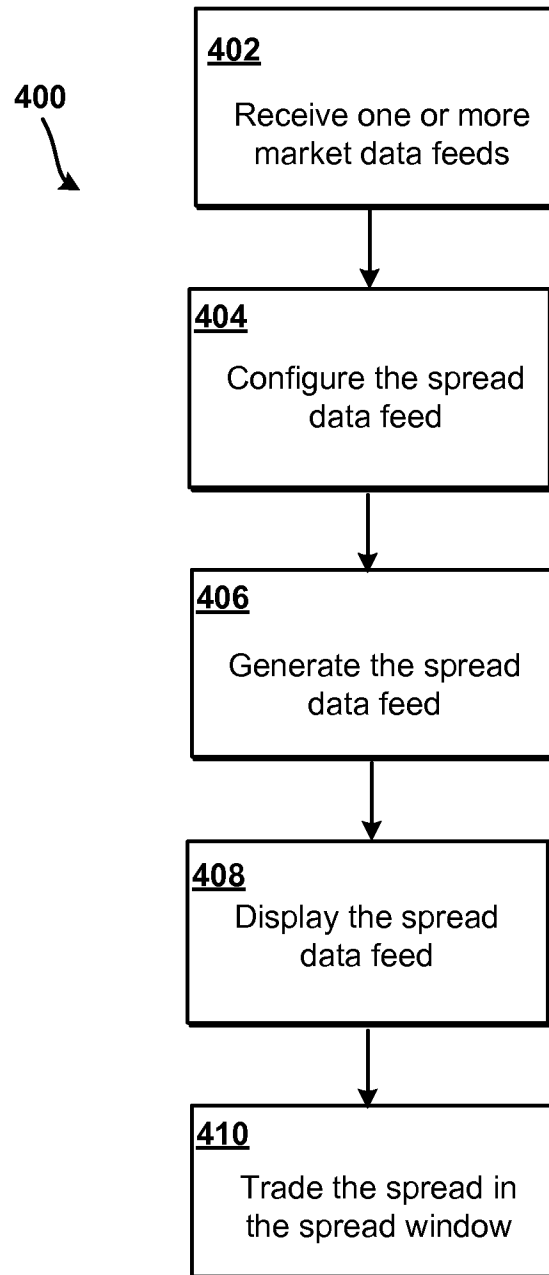 402
400
Receive one or more
market data feeds
404
Configure the spread
data feed
406
Generate the spread
data feed
408
Display the spread
data feed
410
Trade the spread in
the spread window